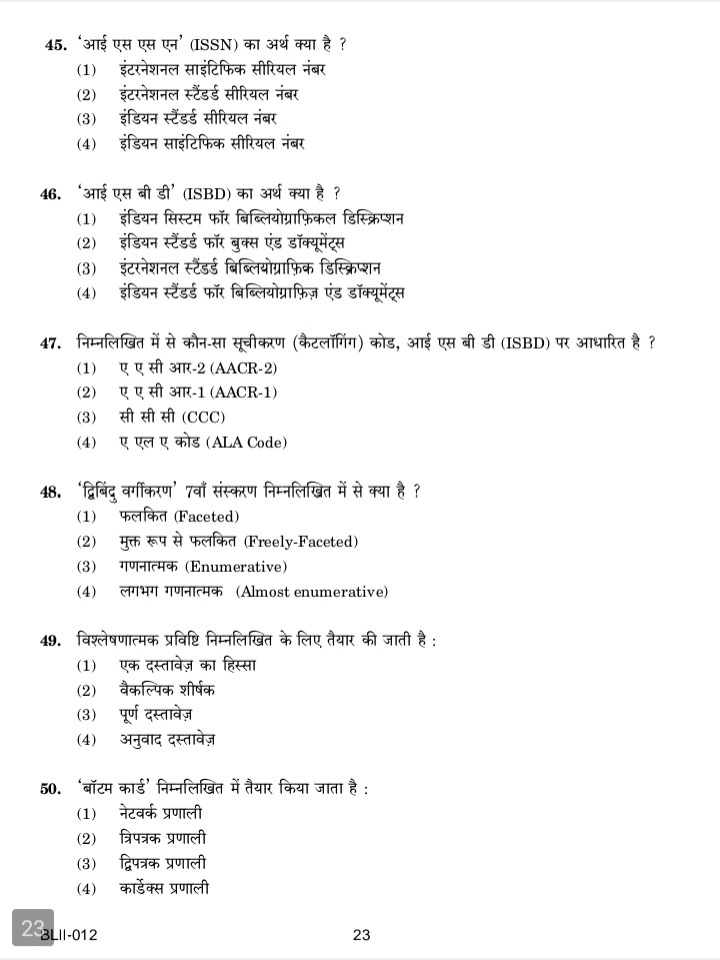 45. ‘आई एस एस एन’ (ISSN) का अर्थ क्या है ?
(1) इंटरनेशनल साइंटिफिक सीरियल नंबर
(2) इंटरनेशनल स्टैंडर्ड सीरियल नंबर
(3) इंडियन स्टैंडर्ड सीरियल नंबर
(4) इंडियन साइंटिफिक सीरियल नंबर
46. ‘आई एस बी डी’ (ISBD) का अर्थ क्या है ?
(1) इंडियन सिस्टम फॉर बिब्लियोग्राफ़िकल डिस्क्रिप्शन
(2) इंडियन स्टैंडर्ड फॉर बुक्स एंड डॉक्यूमेंट्स
(3) इंटरनेशनल स्टैंडर्ड बिब्लियोग्राफ़िक डिस्क्रिप्शन
(4) इंडियन स्टैंडर्ड फॉर बिब्लियोग्राफ़िज़ एंड डॉक्यूमेंट्स
47. निम्नलिखित में से कौन-सा सूचीकरण (कैटलॉगिंग) कोड, आई एस बी डी (ISBD) पर आधारित है ?
(1) ए ए सी आर-2 (AACR-2)
(2) ए ए सी आर-1 (AACR-1)
(3) सी सी सी (CCC)
(4) ए एल ए कोड (ALA Code)
48. ‘द्विबिंदु वर्गीकरण’ 7वाँ संस्करण निम्नलिखित में से क्या है ?
(1) फलकित (Faceted)
(2) मुक्त रूप से फलकित (Freely-Faceted)
(3) गणनात्मक (Enumerative)
(4) लगभग गणनात्मक (Almost enumerative)
49. विश्लेषणात्मक प्रविष्टि निम्नलिखित के लिए तैयार की जाती है :
(1) एक दस्तावेज़ का हिस्सा
(2) वैकल्पिक शीर्षक
(3) पूर्ण दस्तावेज़
(4) अनुवाद दस्तावेज़
50. ‘बॉटम कार्ड’ निम्नलिखित में तैयार किया जाता है :
(1) नेटवर्क प्रणाली
(2) त्रिपत्रक प्रणाली
(3) द्विपत्रक प्रणाली
(4) कार्डेक्स प्रणाली
23
BLII-012 23